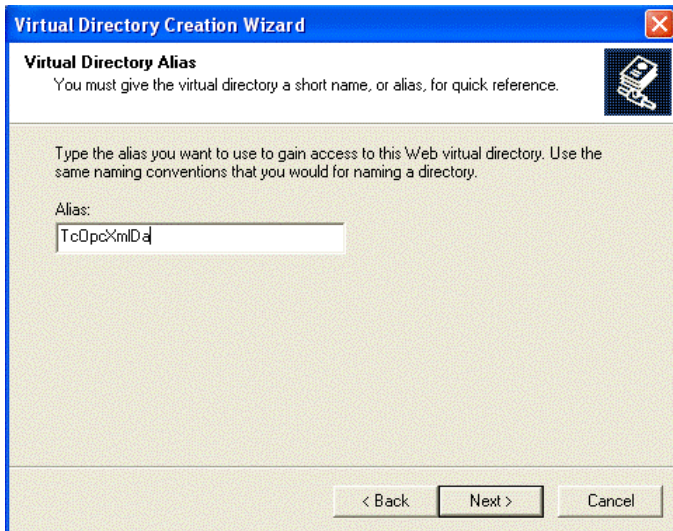 Virtual Directory Creation Wizard
Virtual Directory Alias
You must give the virtual directory a short name, or alias, for quick reference.
Type the alias you want to use to gain access to this Web virtual directory. Use the
same naming conventions that you would for naming a directory.
Alias:
TcOpcXmlDa
< Back Next > Cancel